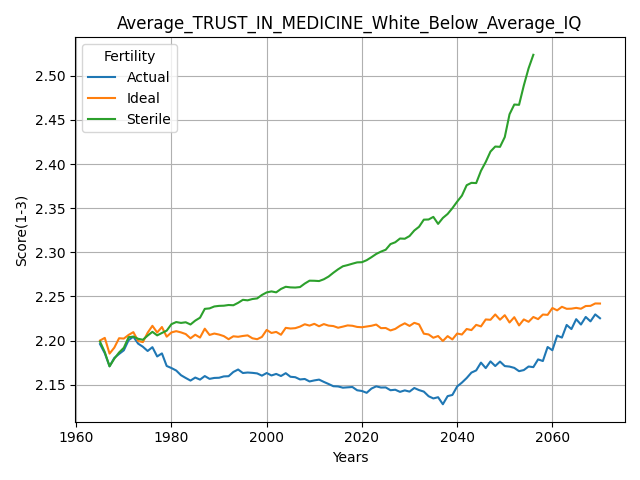 Average_TRUST_IN_MEDICINE_White_Below_Average_IQ
Fertility
Actual
Ideal
Sterile
Score(1-3)
2.50
2.45
2.40
2.35
2.30
2.25
2.20
2.15
1960 1980 2000 2020 2040 2060
Years